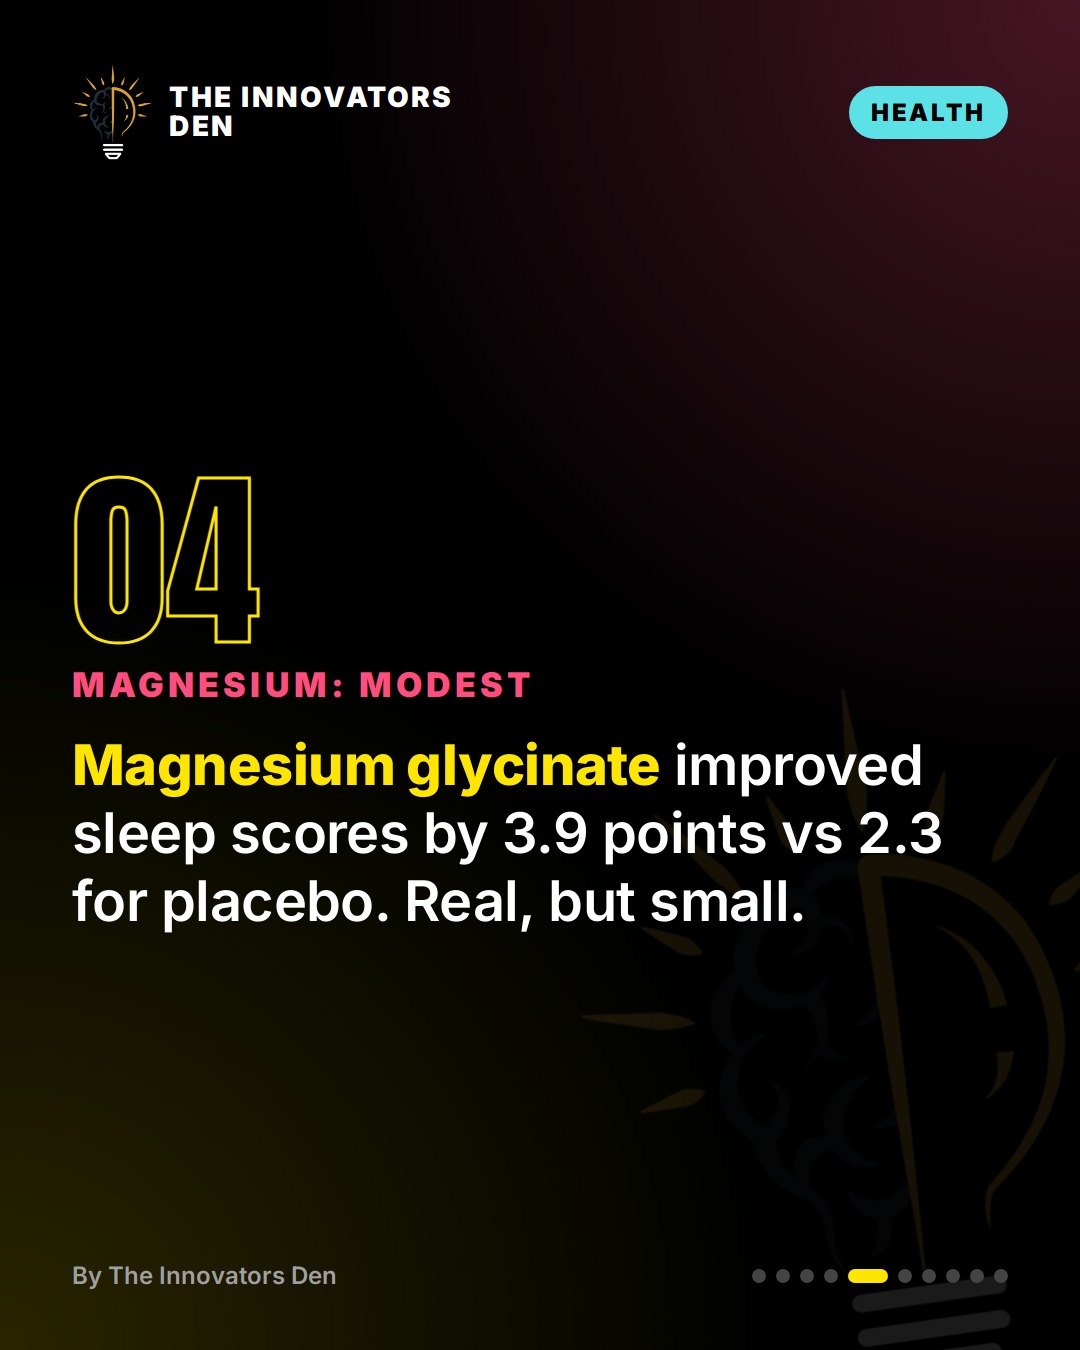 THE INNOVATORS
DEN
HEALTH
04
MAGNESIUM: MODEST
Magnesium glycinate improved
sleep scores by 3.9 points vs 2.3
for placebo. Real, but small.
By The Innovators Den